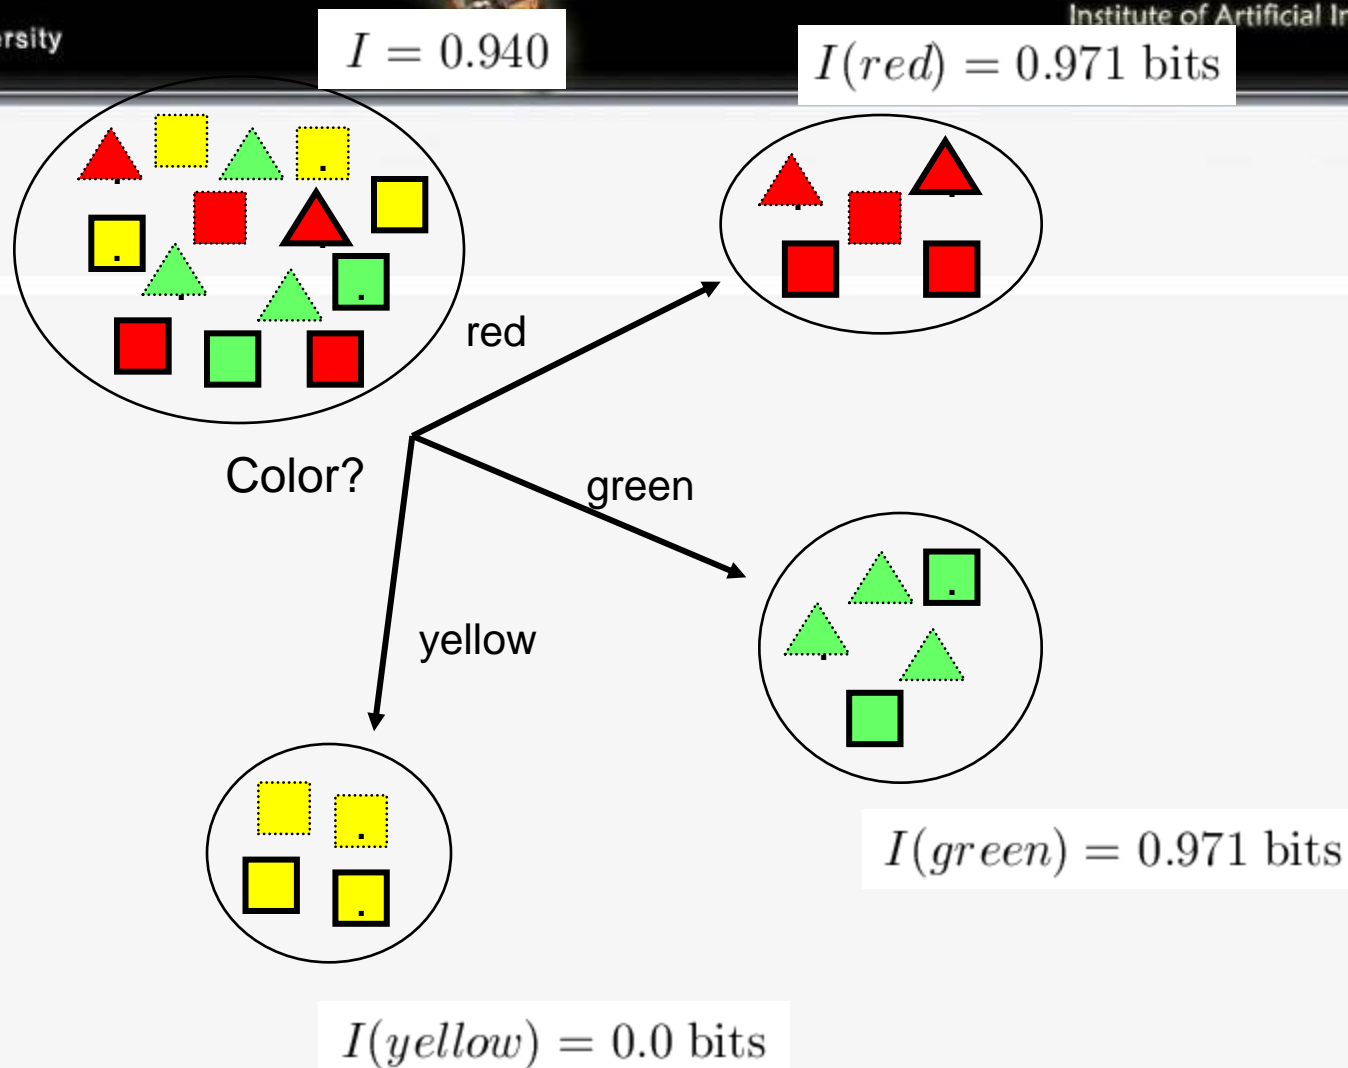 rsity
Institute of Artificial In
I = 0.940
I(red) = 0.971 bits
red
Color?
green
yellow
I(green) = 0.971 bits
I(yellow) = 0.0 bits